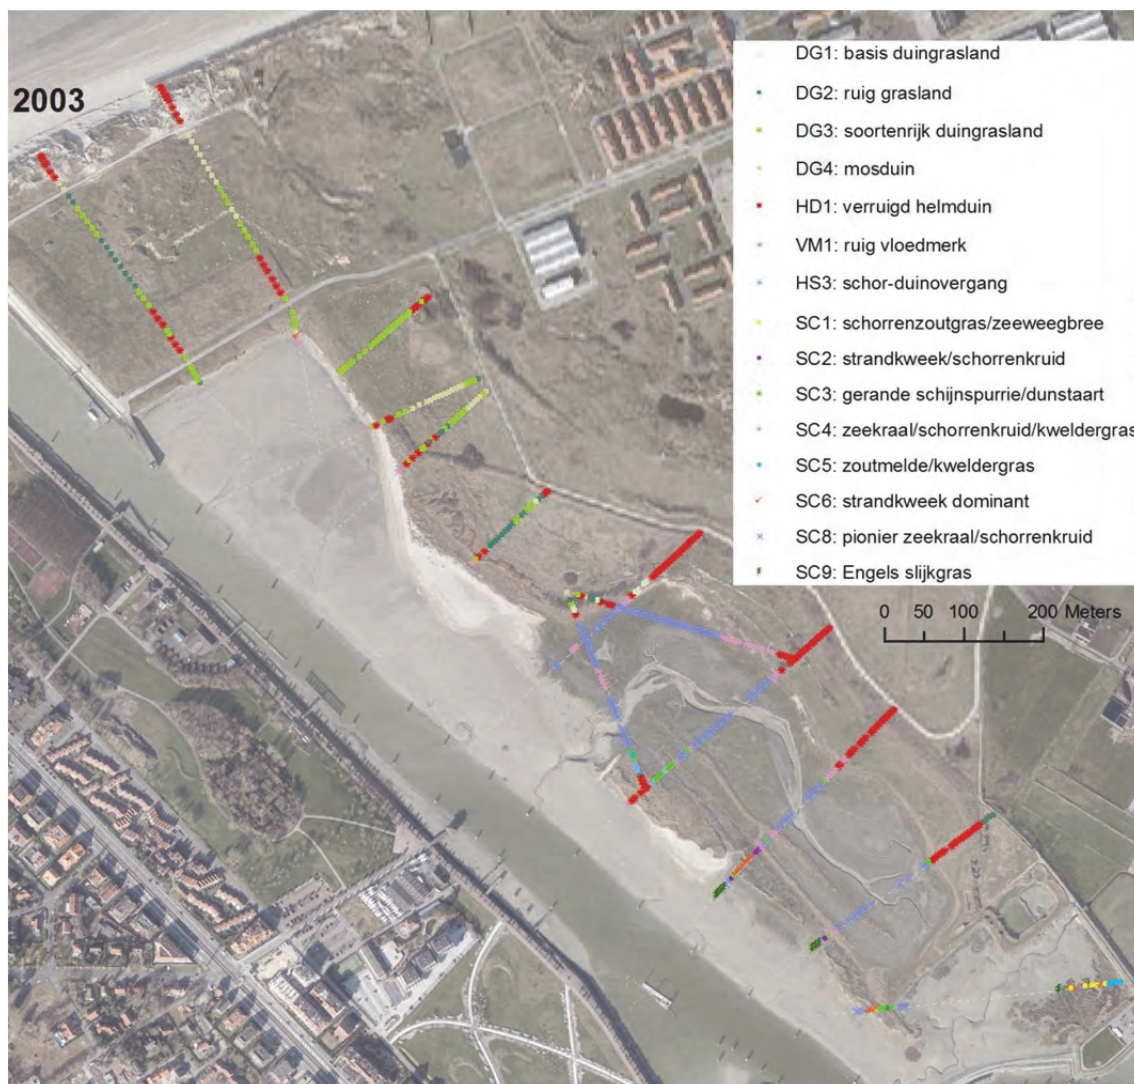 2003
DG1: basis duingrasland
DG2: ruig grasland
DG3: soortenrijk duingrasland
DG4: mosduin
HD1: verruigd helmduin
VM1: ruig vloedmerk
HS3: schor-duinovergang
SC1: schorrenzoutgras/zeeweegbree
SC2: strandkweek/schorrenkruid
SC3: gerande schijnspurrie/dunstaart
SC4: zeekraal/schorrenkruid/kweldergras
SC5: zoutmelde/kweldergras
SC6: strandkweek dominant
SC8: pionier zeekraal/schorrenkruid
SC9: Engels slijkgras
0 50 100 200 Meters